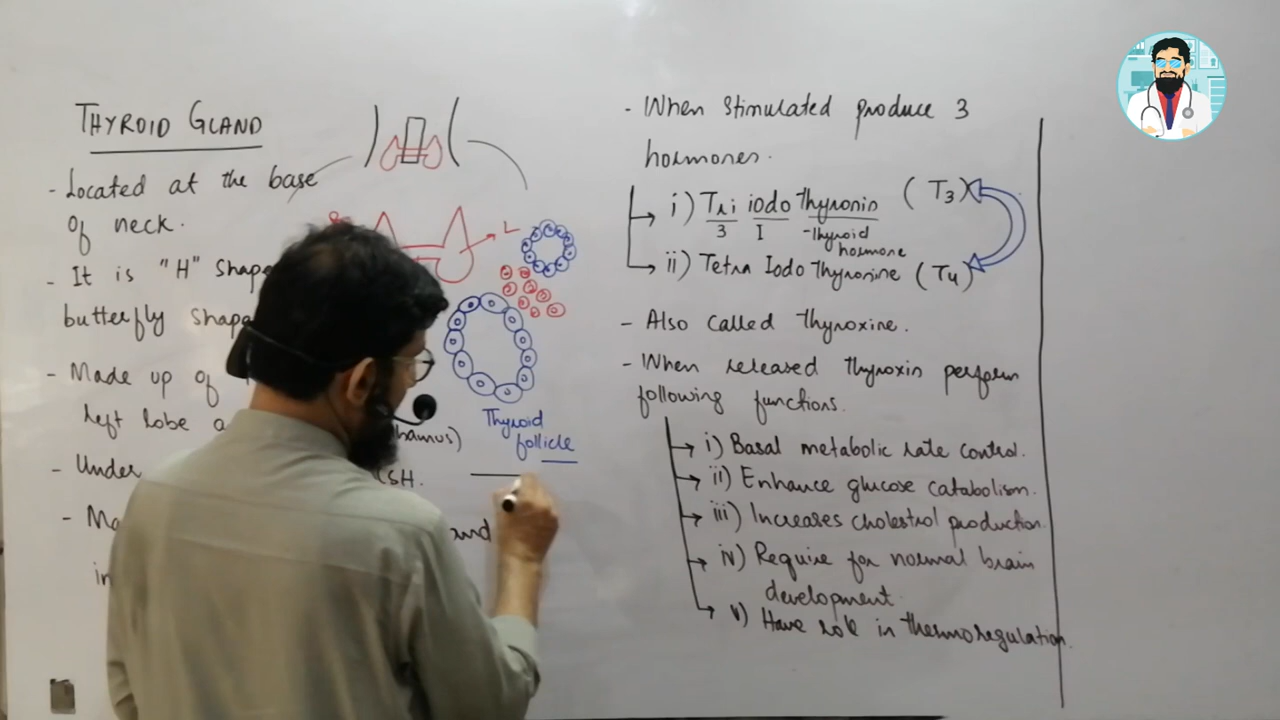 THYROID GLAND
- Located at the base
of neck.
- It is "H" Shape
butterfly Shape
- Made up of
left lobe a
- Under
SH.
- Ma
and
in
L
Thyroid
follicle
- When Stimulated produce 3
hormones.
i) Tri iodo Thyronin (T3)
3 I -Thyroid
hormone
ii) Tetra Iodo Thyronine (T4)
- Also Called Thyroxine.
- When released Thyroxin perform
following functions.
i) Basal metabolic rate control.
ii) Enhance glucose catabolism.
iii) Increases cholestrol production.
iv) Require for normal brain
development.
v) Have role in thermoregulation.